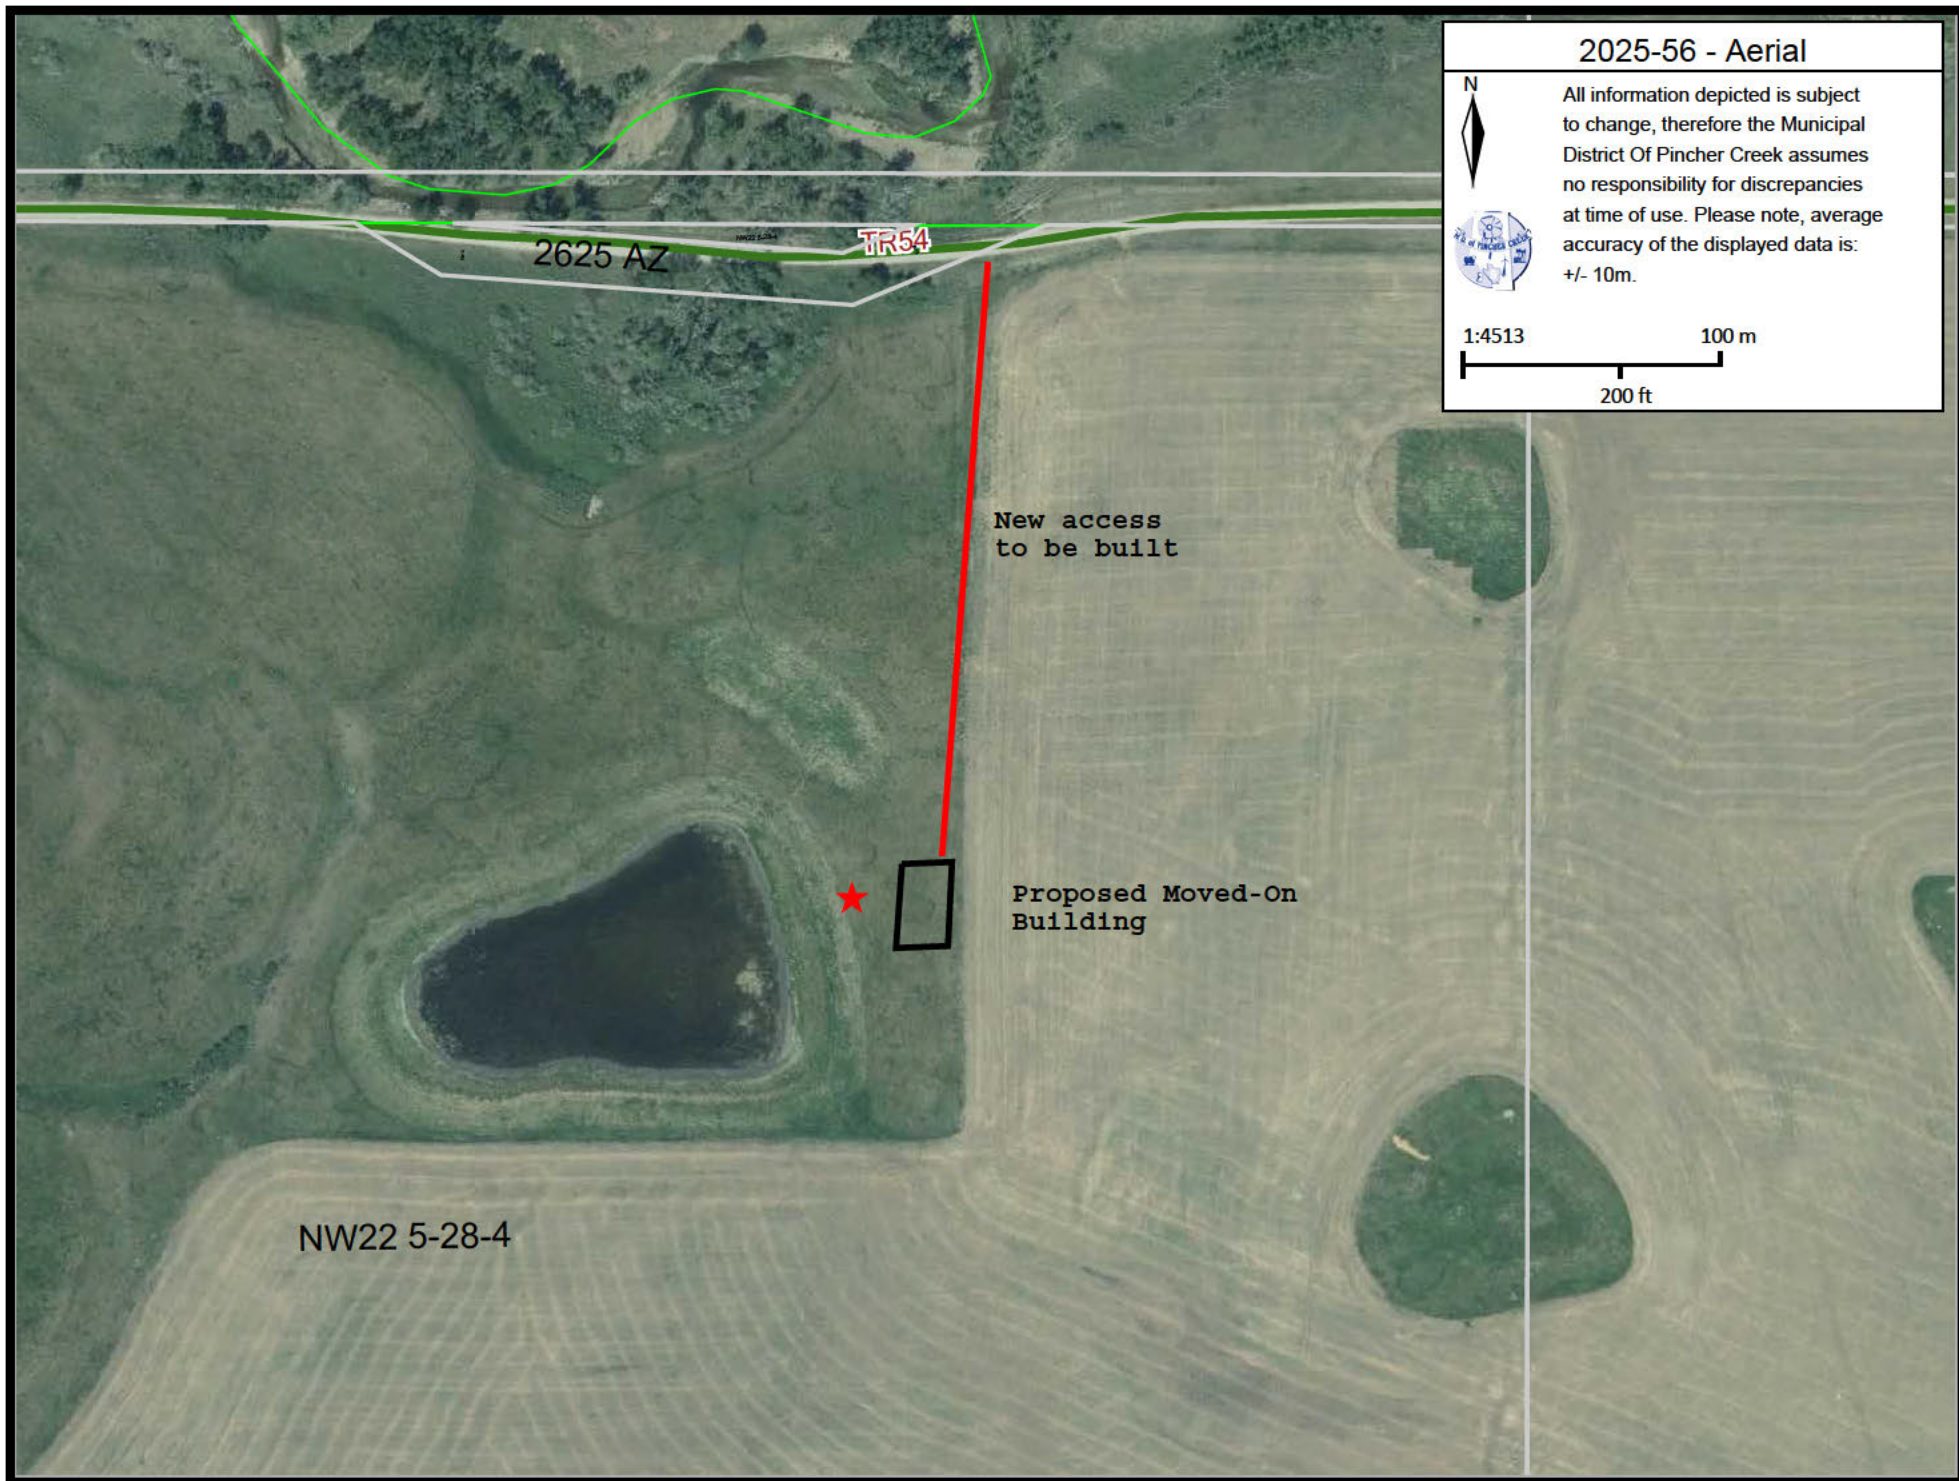 2025-56 - Aerial
N
All information depicted is subject
to change, therefore the Municipal
District Of Pincher Creek assumes
no responsibility for discrepancies
at time of use. Please note, average
accuracy of the displayed data is:
+/- 10m.
1:4513
100 m
200 ft
TR54
2625 AZ
New access
to be built
Proposed Moved-On
Building
NW22 5-28-4